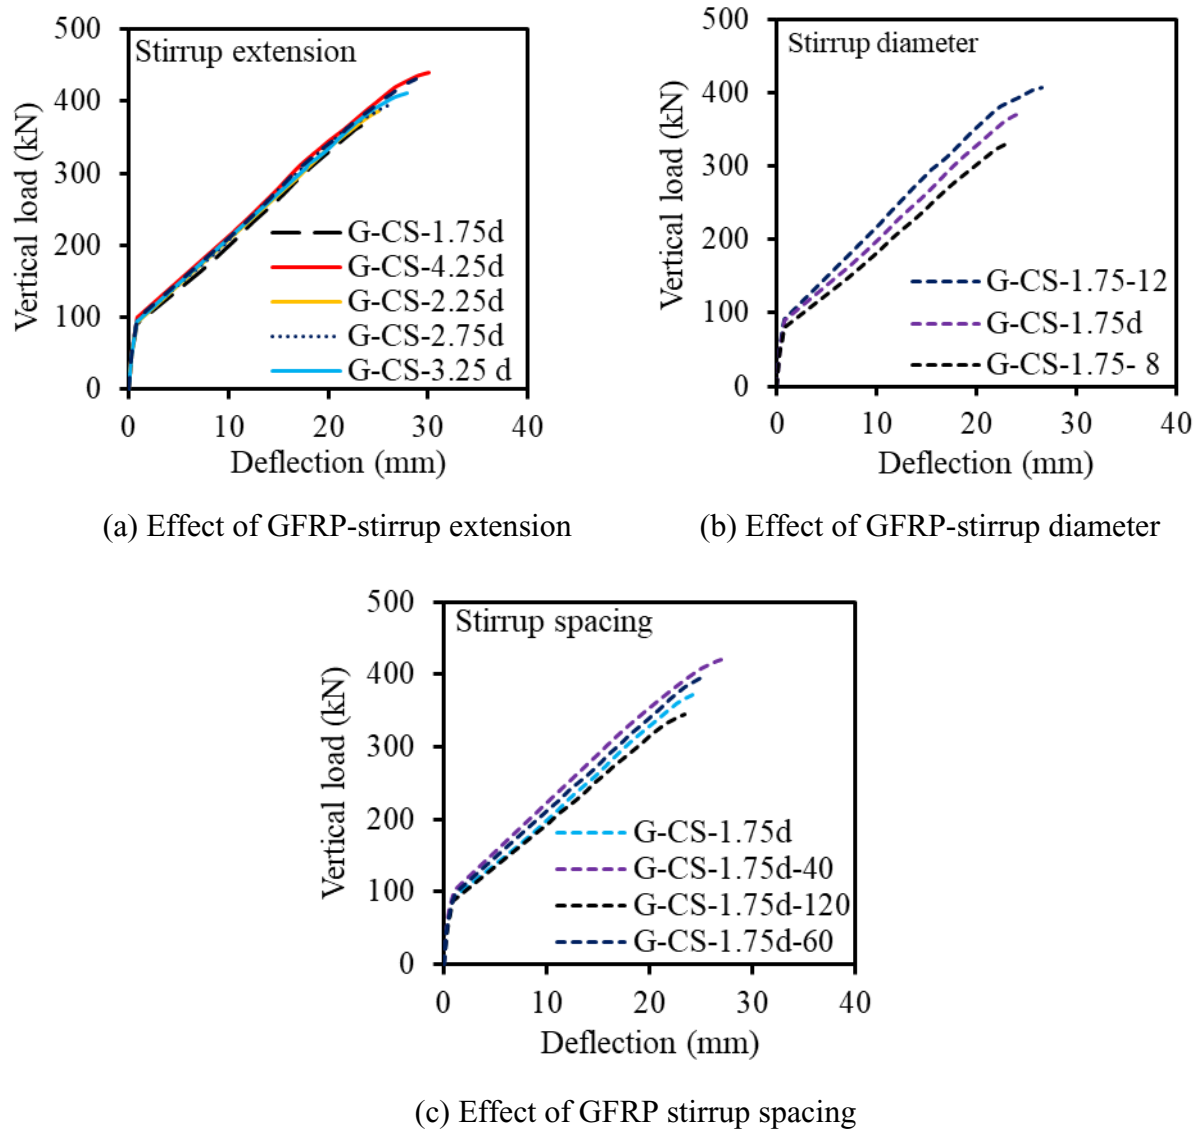 500
400
300
200
100
0
Vertical load (kN)
Stirrup extension
G-CS-1.75d
G-CS-4.25d
G-CS-2.25d
G-CS-2.75d
G-CS-3.25 d
0 10 20 30 40
Deflection (mm)
(a) Effect of GFRP-stirrup extension
500
400
300
200
100
0
Vertical load (kN)
Stirrup diameter
G-CS-1.75-12
G-CS-1.75d
G-CS-1.75- 8
0 10 20 30 40
Deflection (mm)
(b) Effect of GFRP-stirrup diameter
500
400
300
200
100
0
Vertical load (kN)
Stirrup spacing
G-CS-1.75d
G-CS-1.75d-40
G-CS-1.75d-120
G-CS-1.75d-60
0 10 20 30 40
Deflection (mm)
(c) Effect of GFRP stirrup spacing